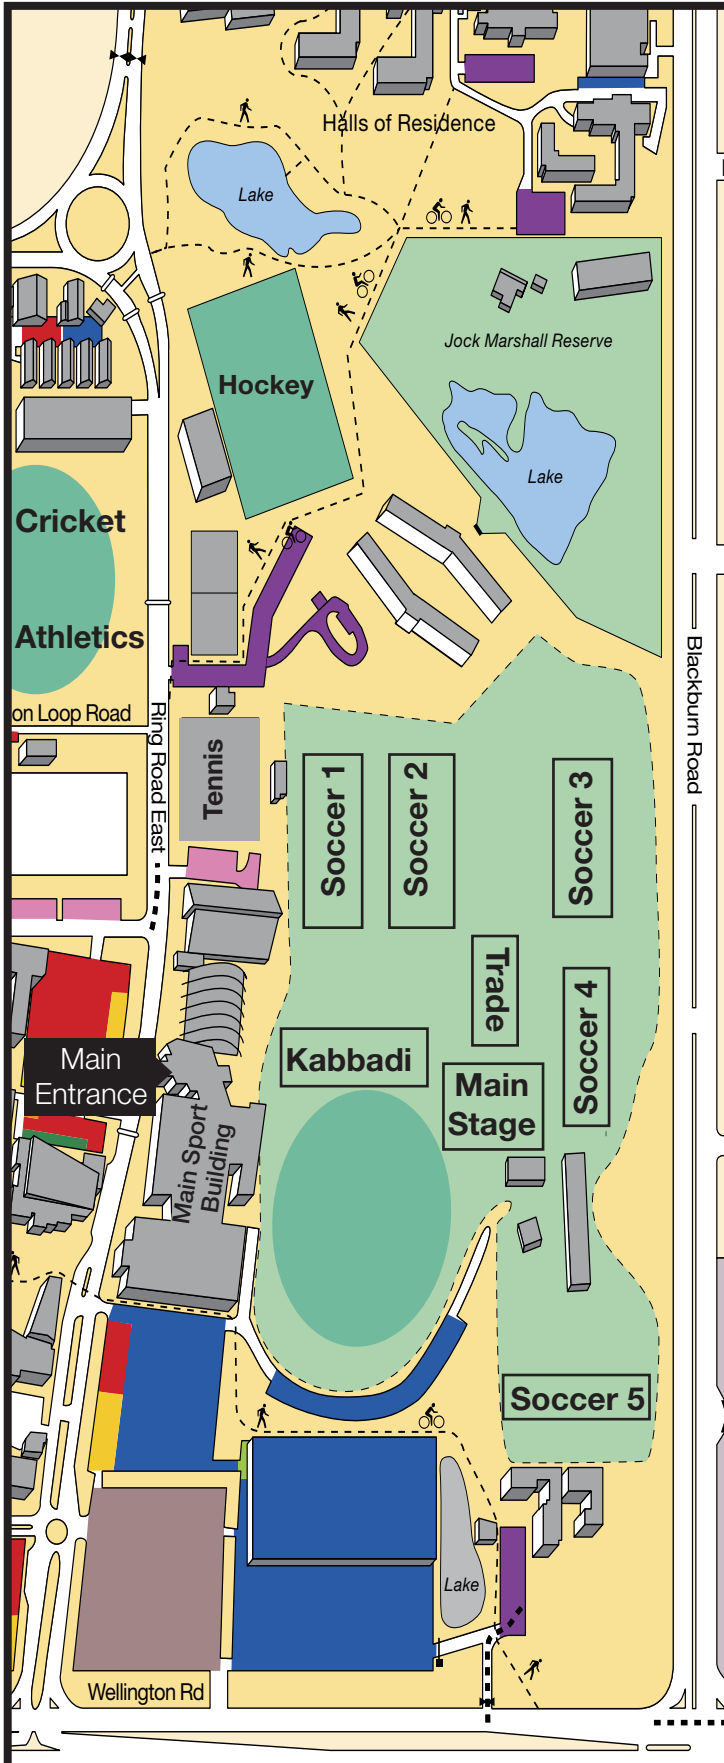 Halls of Residence
Lake
Jock Marshall Reserve
Hockey
Lake
Cricket
Athletics
Blackburn Road
on Loop Road
Ring Road East
Tennis
Soccer 1
Soccer 2
Soccer 3
Trade
Soccer 4
Main
Entrance
Kabbadi
Main
Stage
Main Sport
Building
Soccer 5
Lake
Wellington Rd